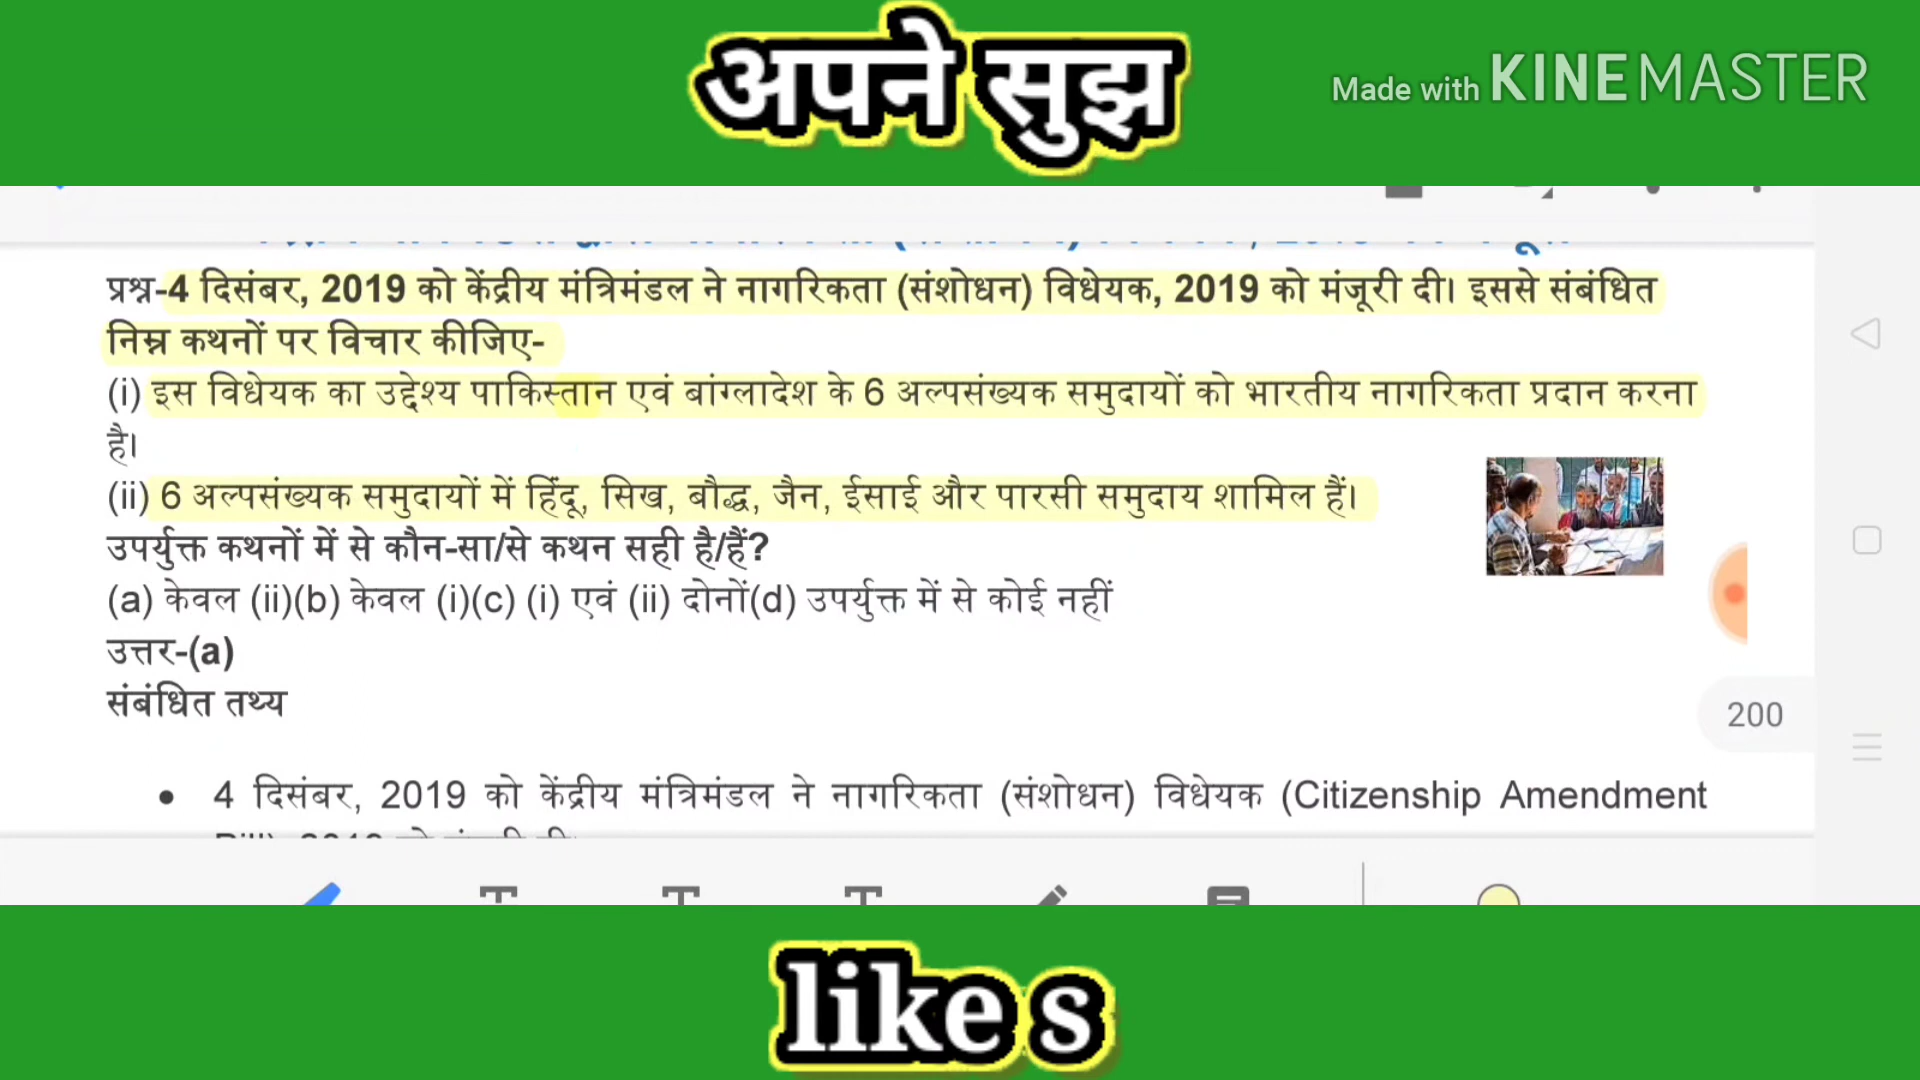 अपने सुझ
Made with KINEMASTER
प्रश्न-4 दिसंबर, 2019 को केंद्रीय मंत्रिमंडल ने नागरिकता (संशोधन) विधेयक, 2019 को मंजूरी दी। इससे संबंधित
निम्न कथनों पर विचार कीजिए-
(i) इस विधेयक का उद्देश्य पाकिस्तान एवं बांग्लादेश के 6 अल्पसंख्यक समुदायों को भारतीय नागरिकता प्रदान करना
है।
(ii) 6 अल्पसंख्यक समुदायों में हिंदू, सिख, बौद्ध, जैन, ईसाई और पारसी समुदाय शामिल हैं।
उपर्युक्त कथनों में से कौन-सा/से कथन सही है/हैं?
(a) केवल (ii)(b) केवल (i)(c) (i) एवं (ii) दोनों(d) उपर्युक्त में से कोई नहीं
उत्तर-(a)
संबंधित तथ्य
200
• 4 दिसंबर, 2019 को केंद्रीय मंत्रिमंडल ने नागरिकता (संशोधन) विधेयक (Citizenship Amendment
like s